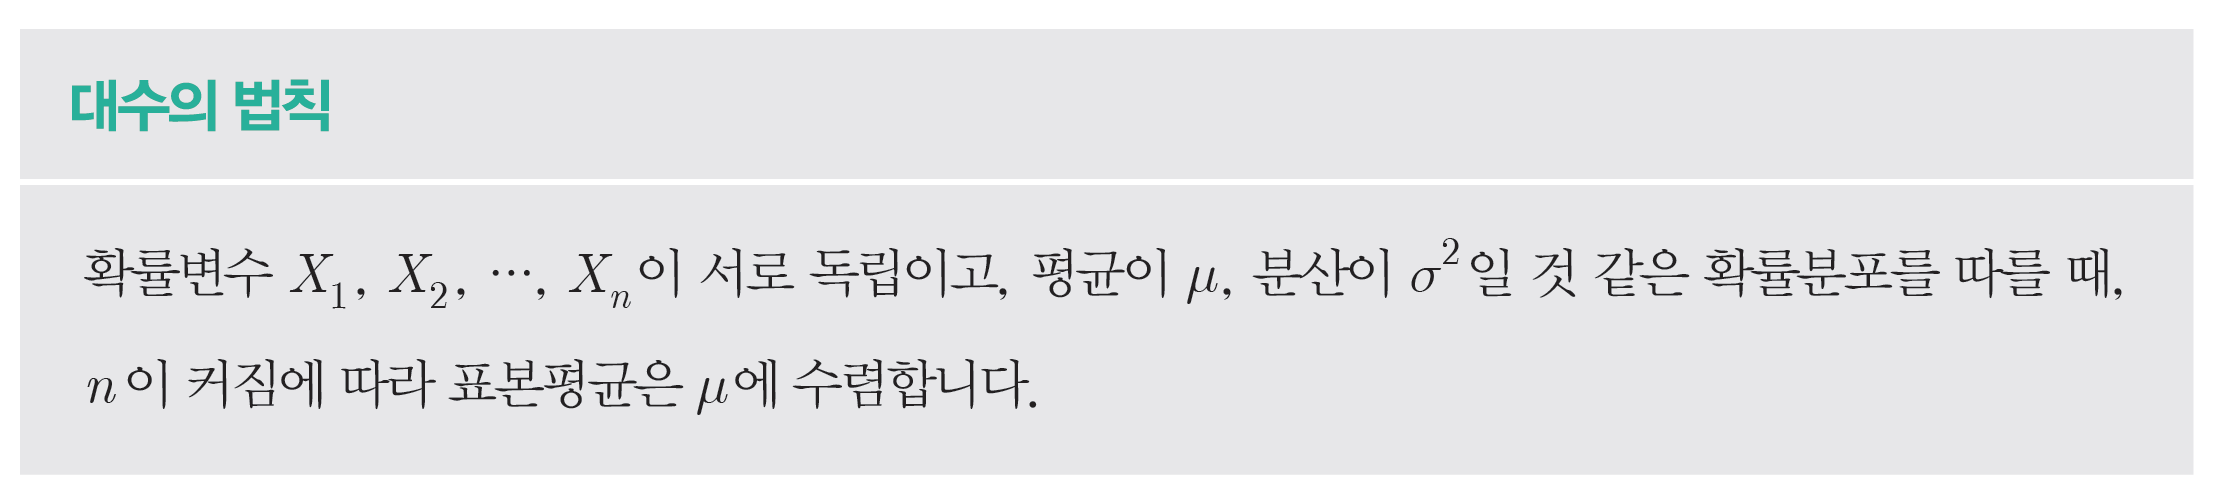 대수의 법칙
확률변수 X₁, X₂, ⋯, Xₙ이 서로 독립이고, 평균이 μ, 분산이 σ²일 것 같은 확률분포를 따를 때,
n이 커짐에 따라 표본평균은 μ에 수렴합니다.